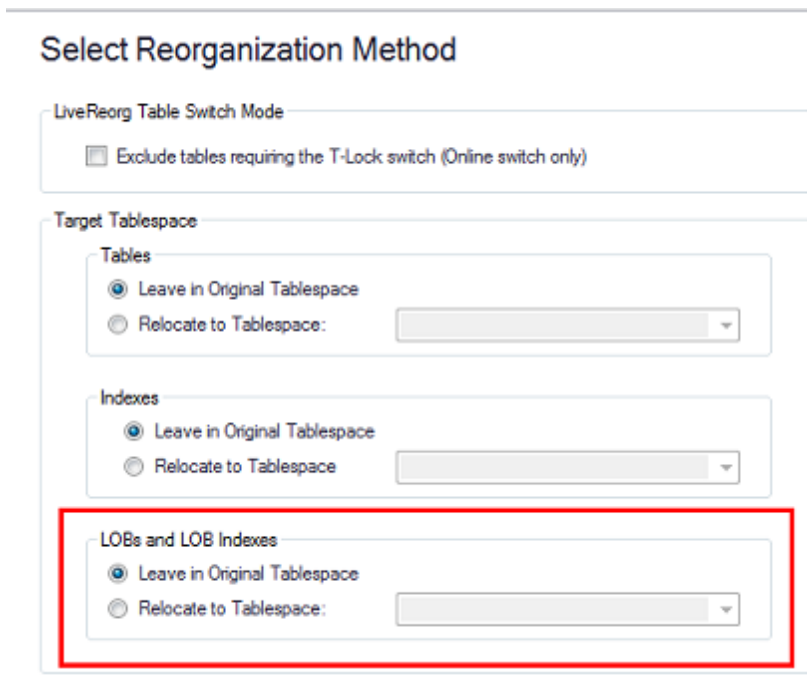 Select Reorganization Method
LiveReorg Table Switch Mode
Exclude tables requiring the T-Lock switch (Online switch only)
Target Tablespace
Tables
Leave in Original Tablespace
Relocate to Tablespace:
Indexes
Leave in Original Tablespace
Relocate to Tablespace
LOBs and LOB Indexes
Leave in Original Tablespace
Relocate to Tablespace: